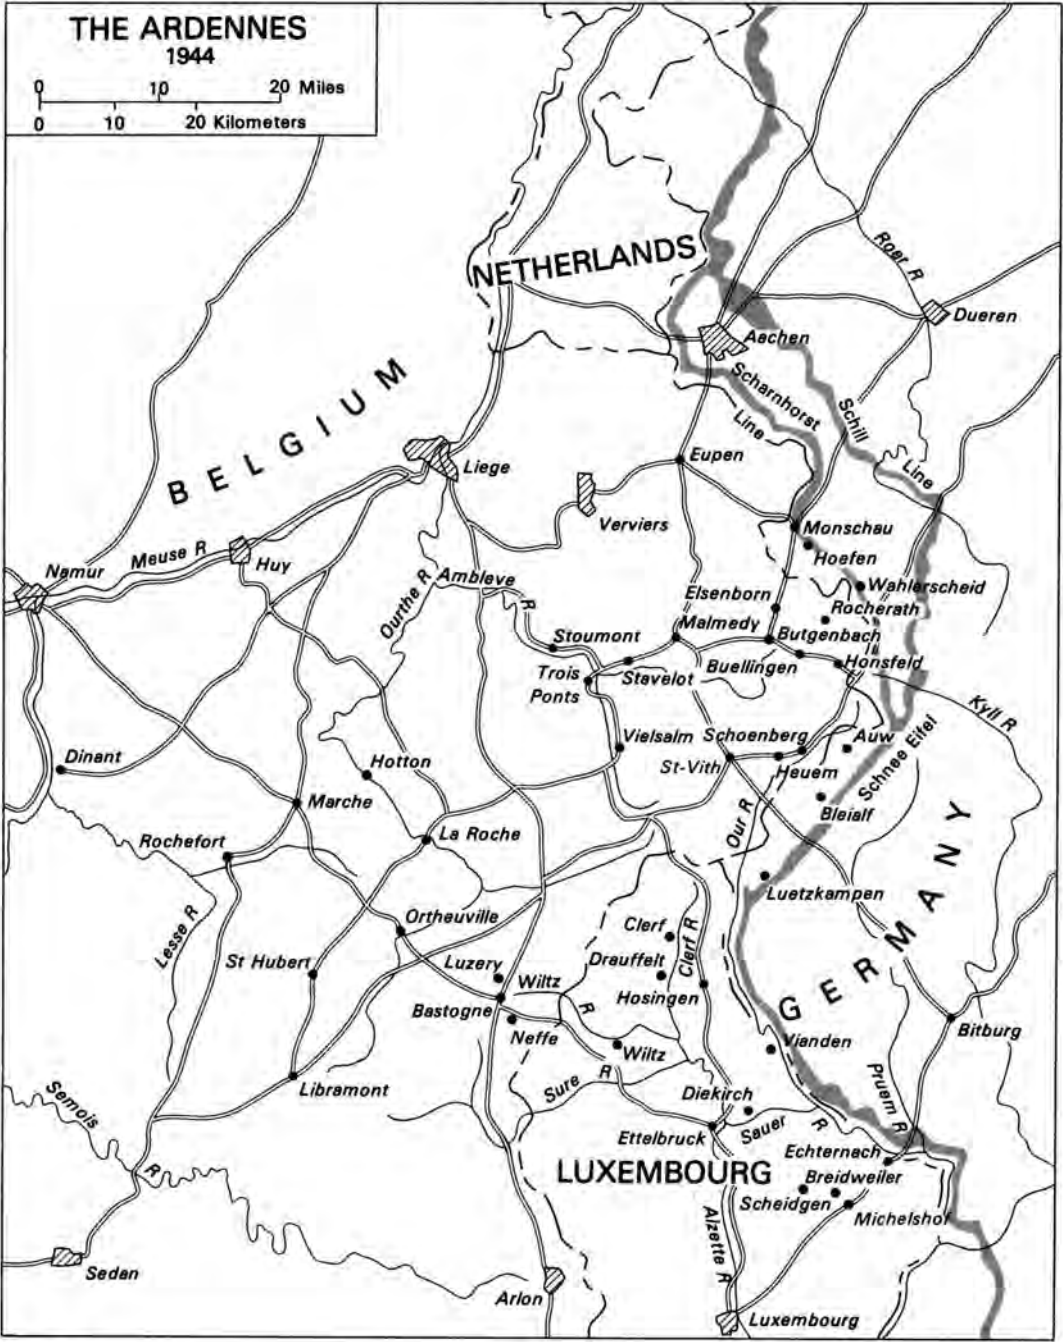 THE ARDENNES
1944
0 10 20 Miles
0 10 20 Kilometers
NETHERLANDS
Roer R
Dueren
Aachen
Scharnhorst
Line
Schill
Line
BELGIUM
Liege
Eupen
Verviers
Monschau
Hoefen
Meuse R
Huy
Namur
Ambleve
R
Ourthe R
Wahlerscheid
Elsenborn
Rocherath
Malmedy
Butgenbach
Stoumont
Buellingen
Honsfeld
Trois
Ponts
Stavelot
Kyll R
Vielsalm
Schoenberg
Auw
Schnee Eifel
St-Vith
Heuem
Dinant
Hotton
Marche
Bleialf
Our R
Rochefort
La Roche
Luetzkampen
GERMANY
Lesse R
Ortheuville
Clerf
Clerf R
Drauffelt
St Hubert
Luzery
Wiltz
R
Hosingen
Bastogne
Neffe
Bitburg
Vianden
Wiltz
Libramont
Sure
R
Diekirch
Pruem R
Semois
R
Ettelbruck
Sauer
R
Echternach
LUXEMBOURG
Breidweiler
Scheidgen
Michelshof
Alzette R
Sedan
Arlon
Luxembourg